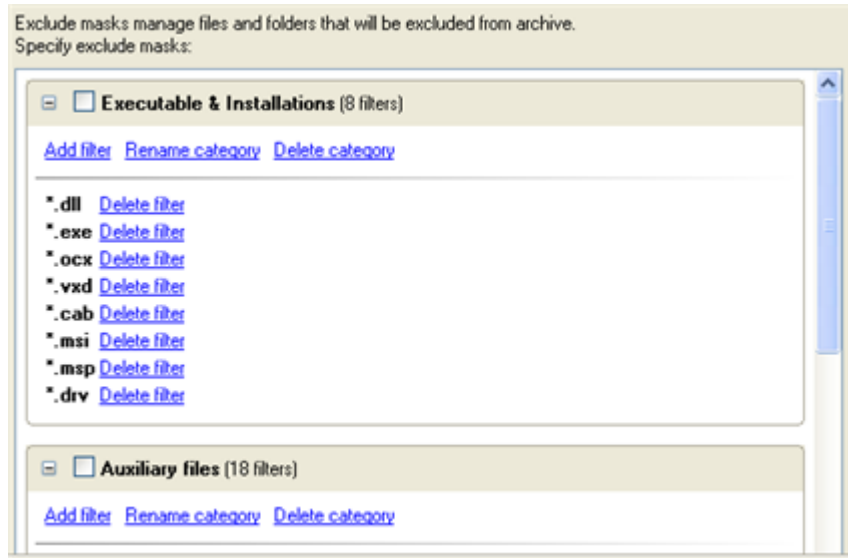 Exclude masks manage files and folders that will be excluded from archive.
Specify exclude masks:
Executable & Installations (8 filters)
Add filter Rename category Delete category
*.dll Delete filter
*.exe Delete filter
*.ocx Delete filter
*.vxd Delete filter
*.cab Delete filter
*.msi Delete filter
*.msp Delete filter
*.drv Delete filter
Auxiliary files (18 filters)
Add filter Rename category Delete category